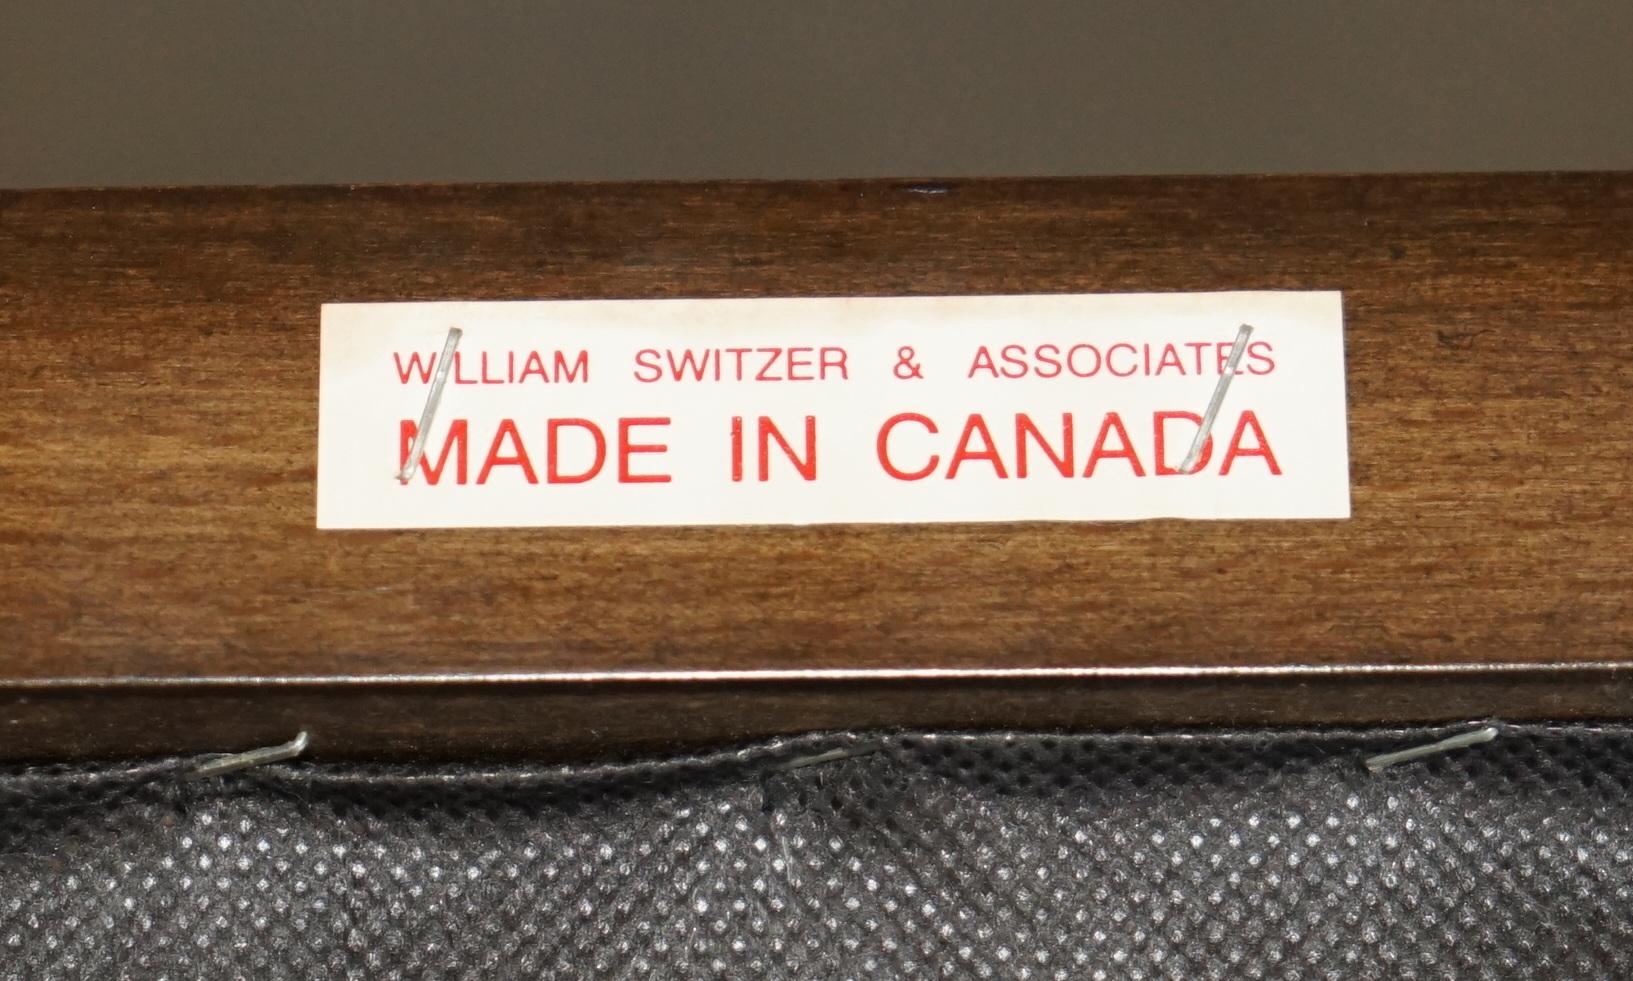 WILLIAM SWITZER & ASSOCIATES
MADE IN CANADA